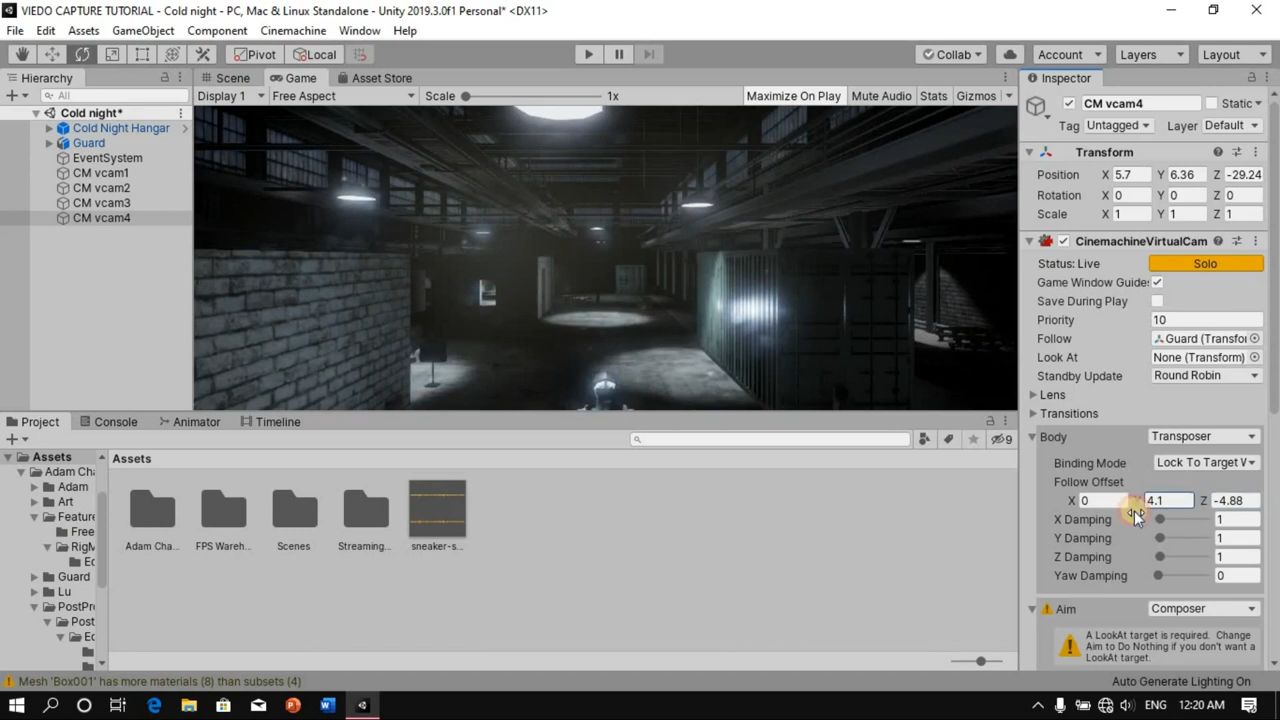 VIEDO CAPTURE TUTORIAL - Cold night - PC, Mac & Linux Standalone - Unity 2019.3.0f1 Personal* <DX11>
File Edit Assets GameObject Component Cinemachine Window Help
Pivot Local Collab Account Layers Layout
Hierarchy Scene Game Asset Store Inspector
All Display 1 Free Aspect Scale 1x Maximize On Play Mute Audio Stats Gizmos
CM vcam4 Static
Tag Untagged Layer Default
Cold night*
Cold Night Hangar
Guard
EventSystem
CM vcam1
CM vcam2
CM vcam3
CM vcam4
Transform
Position X 5.7 Y 6.36 Z -29.24
Rotation X 0 Y 0 Z 0
Scale X 1 Y 1 Z 1
CinemachineVirtualCam
Status: Live Solo
Game Window Guides
Save During Play
Priority 10
Follow Guard (Transfor
Look At None (Transform)
Standby Update Round Robin
Lens
Transitions
Body Transposer
Binding Mode Lock To Target V
Follow Offset
X 0 4.1 Z -4.88
X Damping 1
Y Damping 1
Z Damping 1
Yaw Damping 0
Aim Composer
A LookAt target is required. Change
Aim to Do Nothing if you don't want a
LookAt target.
Project Console Animator Timeline
9
Assets
Adam Cha
Adam
Art
Feature
Free
RigM
Ec
Guard
Lu
PostPro
Post
Ec
Assets
Adam Cha... FPS Wareh... Scenes Streaming... sneaker-s...
Mesh 'Box001' has more materials (8) than subsets (4) Auto Generate Lighting On
ENG 12:20 AM